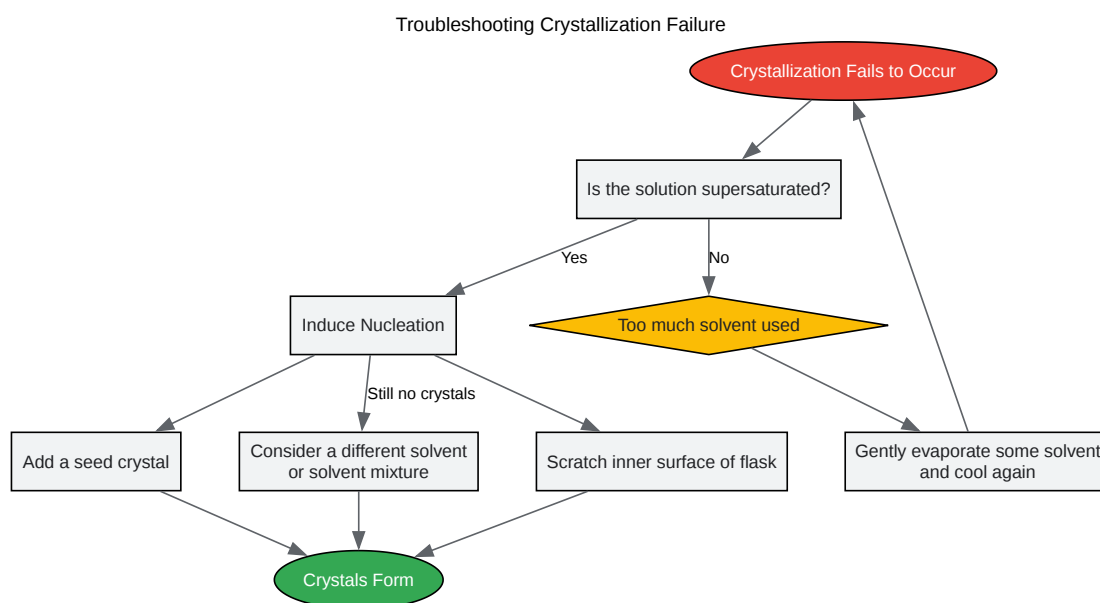 Troubleshooting Crystallization Failure
Crystallization Fails to Occur
Is the solution supersaturated?
Yes
No
Induce Nucleation
Too much solvent used
Still no crystals
Add a seed crystal
Consider a different solvent
or solvent mixture
Scratch inner surface of flask
Gently evaporate some solvent
and cool again
Crystals Form